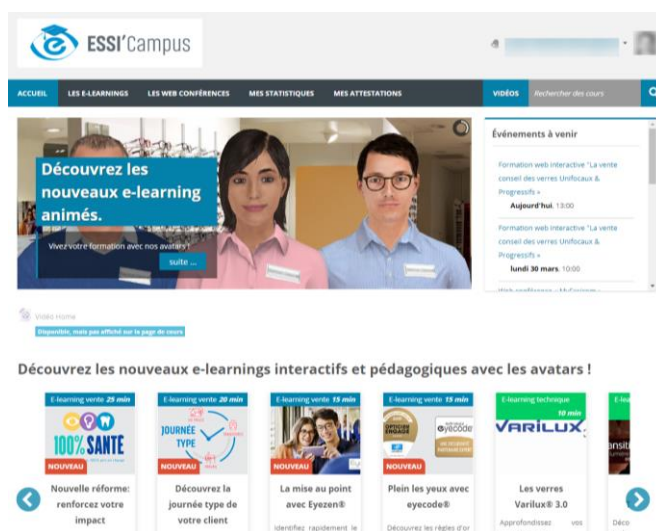 ESSI'Campus
ACCUEIL LES E-LEARNINGS LES WEB CONFÉRENCES MES STATISTIQUES MES ATTESTATIONS VIDÉOS Rechercher des cours
Découvrez les
nouveaux e-learning
animés.
Vivez votre formation avec nos avatars !
suite ...
Événements à venir
Formation web interactive "La vente
conseil des verres Unifocaux &
Progressifs »
Aujourd'hui, 13:00
Formation web interactive "La vente
conseil des verres Unifocaux &
Progressifs »
lundi 30 mars, 10:00
Vidéo Home
Disponible, mais pas affiché sur la page de cours
Découvrez les nouveaux e-learnings interactifs et pédagogiques avec les avatars !
E-learning vente 25 min
100% SANTÉ
NOUVEAU
Nouvelle réforme:
renforcez votre
impact
E-learning vente 20 min
JOURNÉE
TYPE
NOUVEAU
Découvrez la
journée type de
votre client
E-learning vente 15 min
NOUVEAU
La mise au point
avec Eyezen®
Identifiez rapidement le
E-learning vente 15 min
OPTICIEN
ENGAGÉ
eyecode
NOUVEAU
Plein les yeux avec
eyecode®
Découvrez les règles d'or
E-learning technique
10 min
VARILUX
Les verres
Varilux® 3.0
Approfondissez vos
E-lea
Déco